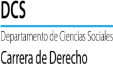 DCS
Departamento de Ciencias Sociales
Carrera de Derecho